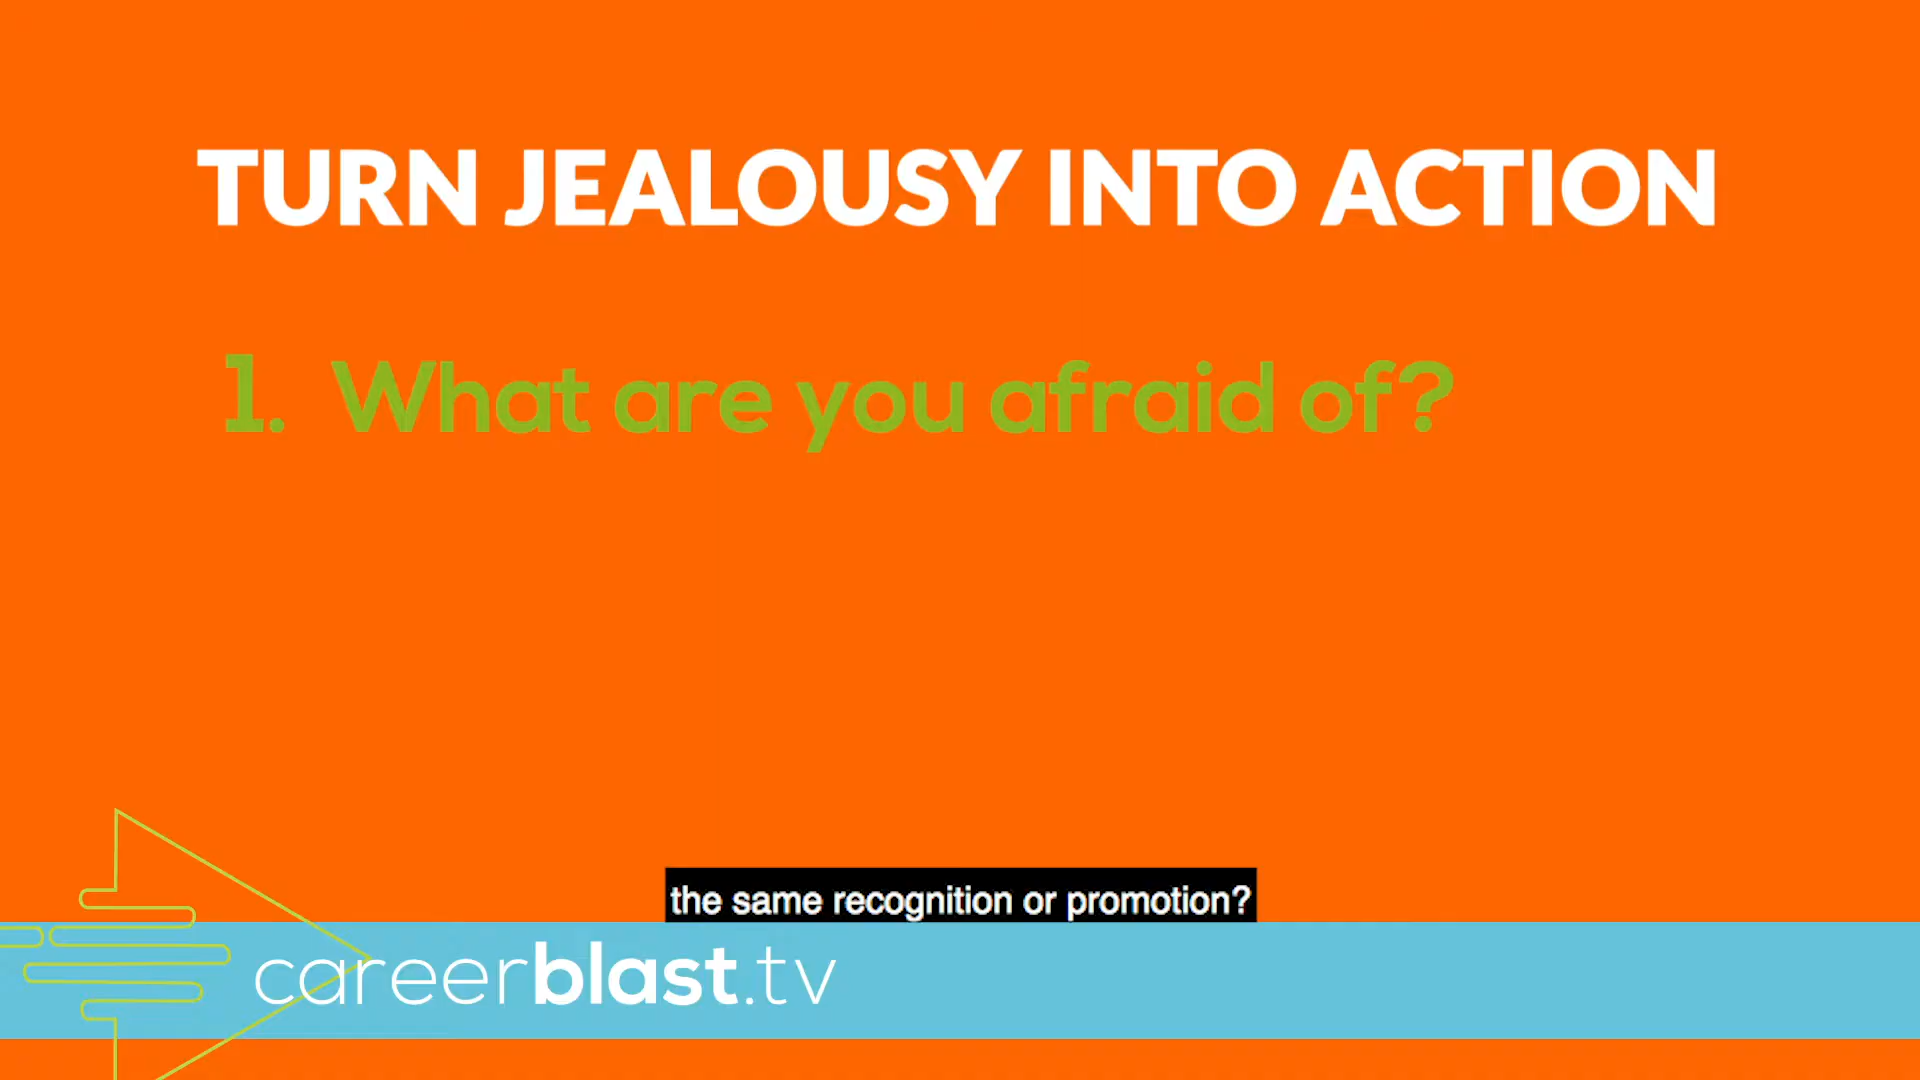 TURN JEALOUSY INTO ACTION
1. What are you afraid of?
the same recognition or promotion?
careerblast.tv